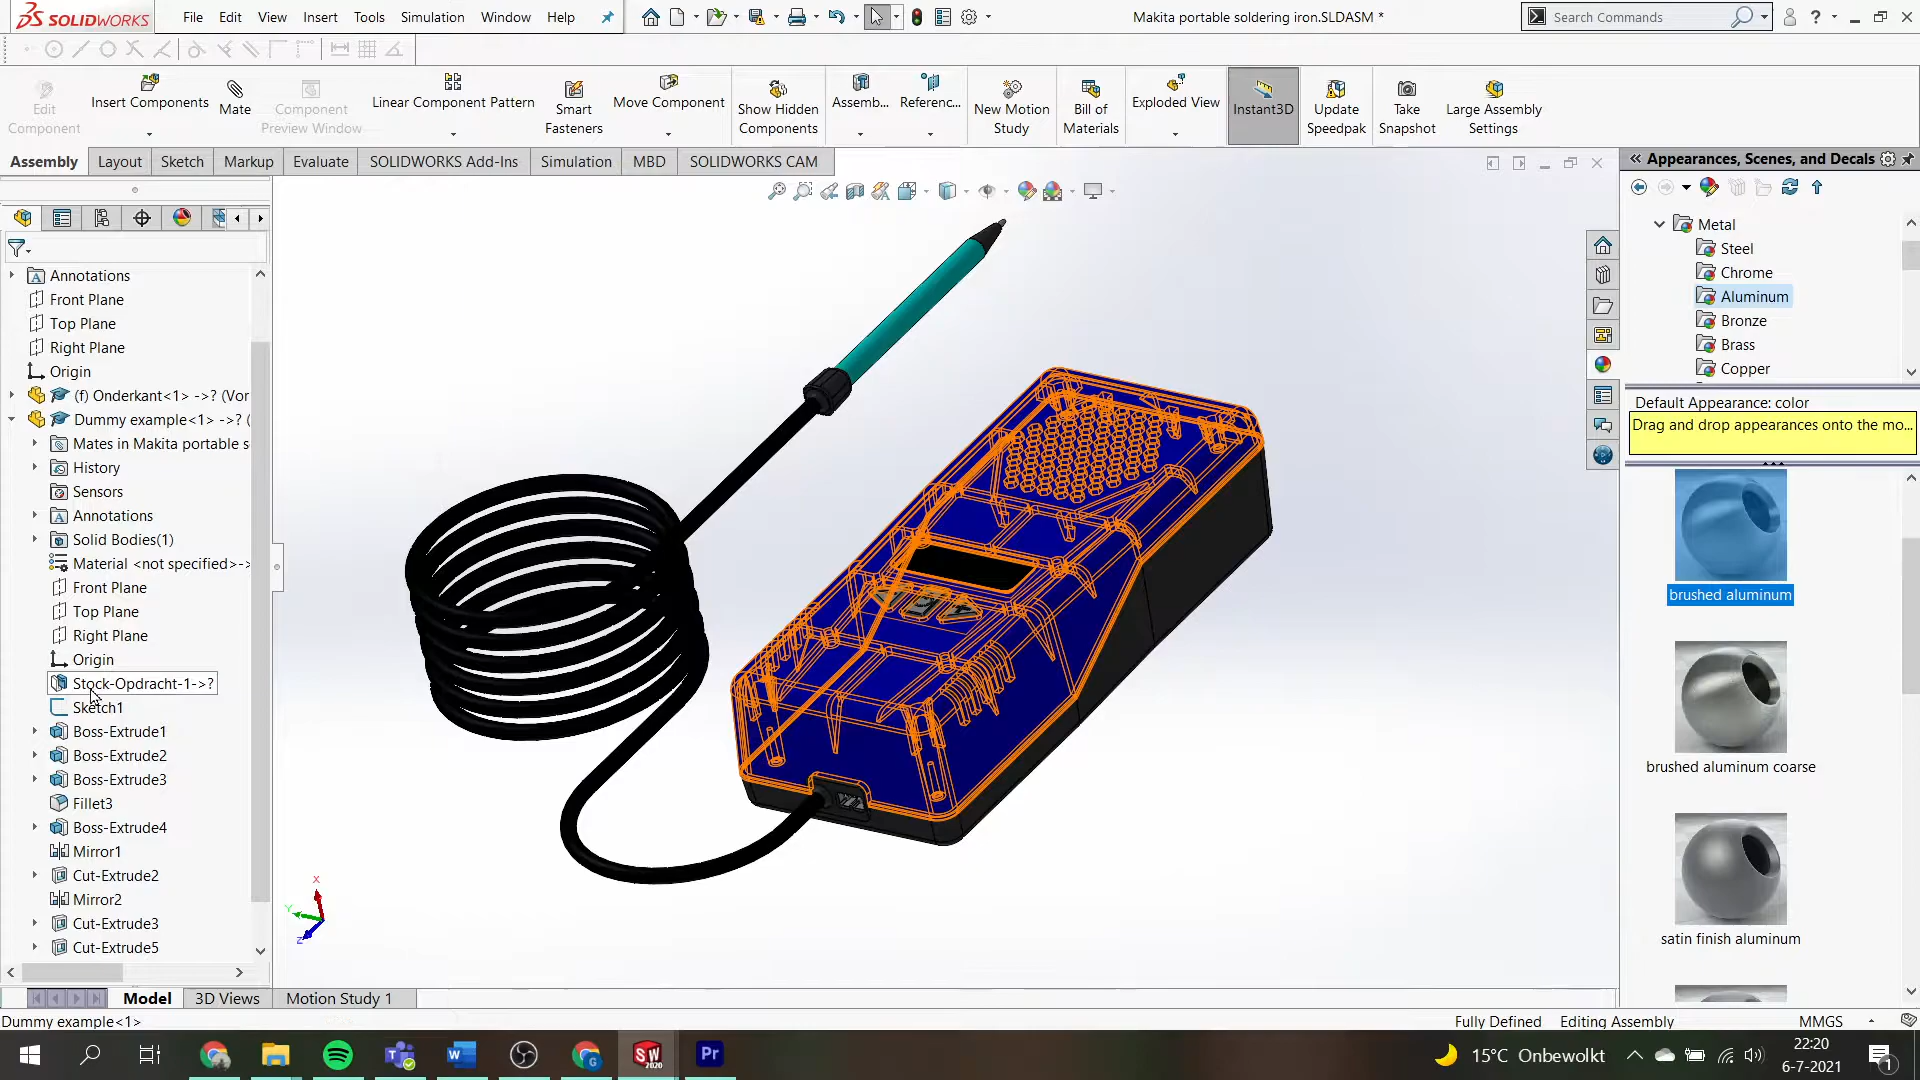 SOLIDWORKS
File Edit View Insert Tools Simulation Window Help
Makita portable soldering iron.SLDASM *
Search Commands
Edit Component
Insert Components
Mate
Component Preview Window
Linear Component Pattern
Smart Fasteners
Move Component
Show Hidden Components
Assemb...
Referenc...
New Motion Study
Bill of Materials
Exploded View
Instant3D
Update Speedpak
Take Snapshot
Large Assembly Settings
Assembly Layout Sketch Markup Evaluate SOLIDWORKS Add-Ins Simulation MBD SOLIDWORKS CAM
Annotations
Front Plane
Top Plane
Right Plane
Origin
(f) Onderkant<1> ->? (Vor
Dummy example<1> ->? (
Mates in Makita portable s
History
Sensors
Annotations
Solid Bodies(1)
Material <not specified>->
Front Plane
Top Plane
Right Plane
Origin
Stock-Opdracht-1->?
Sketch1
Boss-Extrude1
Boss-Extrude2
Boss-Extrude3
Fillet3
Boss-Extrude4
Mirror1
Cut-Extrude2
Mirror2
Cut-Extrude3
Cut-Extrude5
X
Y
Z
Appearances, Scenes, and Decals
Metal
Steel
Chrome
Aluminum
Bronze
Brass
Copper
Default Appearance: color
Drag and drop appearances onto the mo...
brushed aluminum
brushed aluminum coarse
satin finish aluminum
Model 3D Views Motion Study 1
Dummy example<1>
Fully Defined Editing Assembly MMGS
SW 2020
Pr
15°C Onbewolkt
22:20
6-7-2021
1